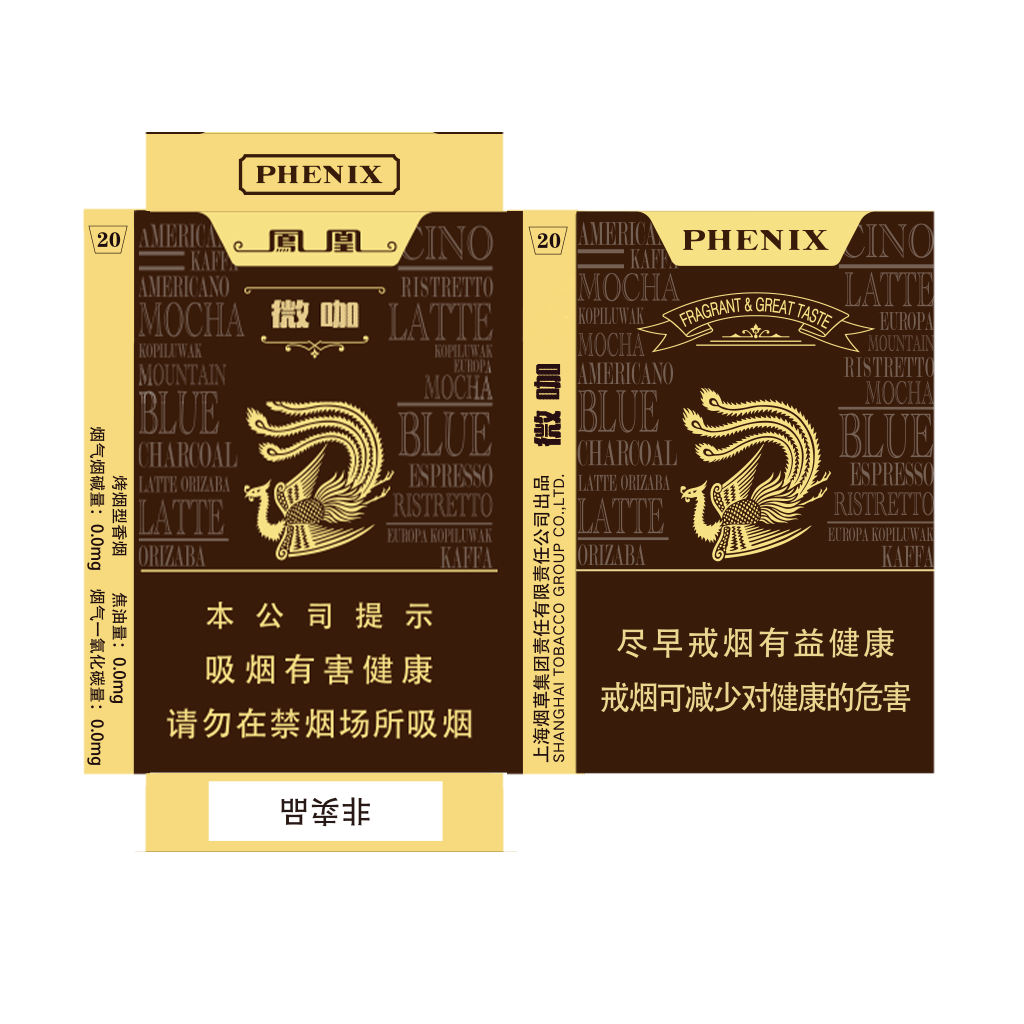 PHENIX
20
鳳凰
微咖
AMERICA
KAFFA
AMERICANO
MOCHA
KOPILUWAK
MOUNTAIN
BLUE
CHARCOAL
LATTE ORIZABA
LATTE
ORIZABA
CINO
RISTRETTO
LATTE
KOPILUWAK
EUROPA
MOCHA
BLUE
ESPRESSO
RISTRETTO
EUROPA KOPILUWAK
KAFFA
本公司提示
吸烟有害健康
请勿在禁烟场所吸烟
烤烟型香烟 焦油量：0.0mg
烟气烟碱量：0.0mg 烟气一氧化碳量：0.0mg
非卖品
20
微咖
上海烟草集团有限责任公司出品
SHANGHAI TOBACCO GROUP CO.,LTD.
PHENIX
FRAGRANT & GREAT TASTE
AMERICA
KAFFA
MOCHA
KOPILUWAK
MOCHA
AMERICANO
BLUE
CHARCOAL
LATTE ORIZABA
LATTE
ORIZABA
CINO
LATTE
EUROPA
MOUNTAIN
RISTRETTO
MOCHA
BLUE
ESPRESSO
RISTRETTO
EUROPA KOPILUWAK
KAFFA
尽早戒烟有益健康
戒烟可减少对健康的危害